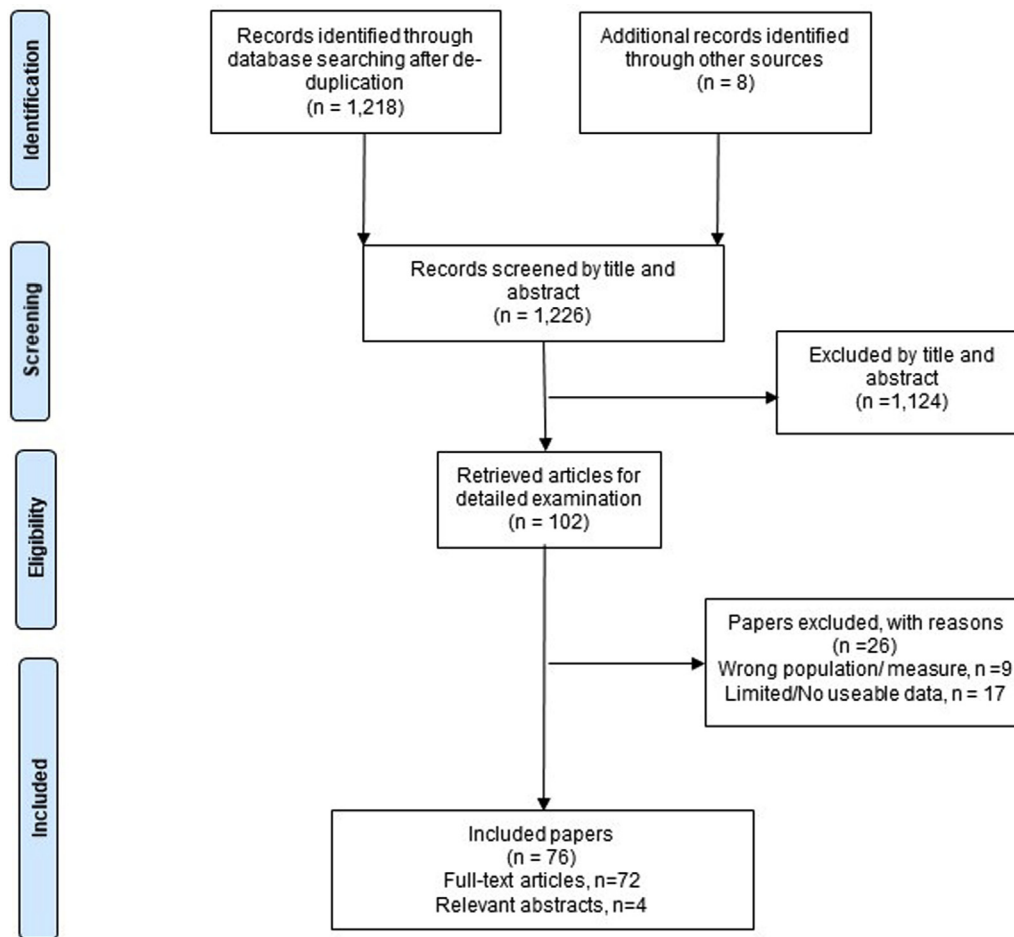 Identification
Records identified through
database searching after de-
duplication
(n = 1,218)
Additional records identified
through other sources
(n = 8)
Screening
Records screened by title and
abstract
(n = 1,226)
Excluded by title and
abstract
(n =1,124)
Eligibility
Retrieved articles for
detailed examination
(n = 102)
Papers excluded, with reasons
(n =26)
Wrong population/ measure, n =9
Limited/No useable data, n = 17
Included
Included papers
(n = 76)
Full-text articles, n=72
Relevant abstracts, n=4